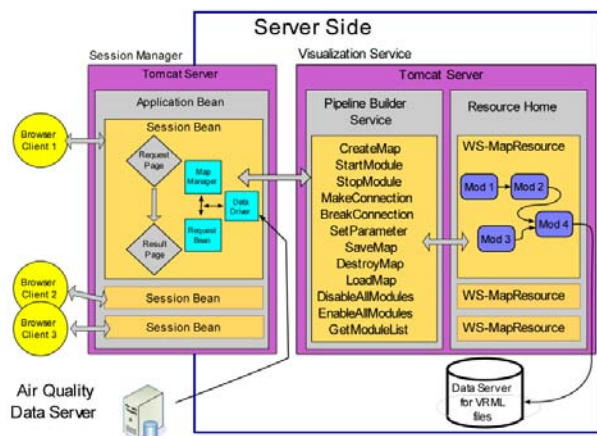 Server Side
Session Manager
Visualization Service
Tomcat Server
Tomcat Server
Application Bean
Pipeline Builder
Service
Resource Home
Session Bean
Browser
Client 1
Request
Page
Map
Manager
Data
Driver
Request
Bean
Result
Page
CreateMap
StartModule
StopModule
MakeConnection
BreakConnection
SetParameter
SaveMap
DestroyMap
LoadMap
DisableAllModules
EnableAllModules
GetModuleList
WS-MapResource
Mod 1
Mod 2
Mod 3
Mod 4
Browser
Client 2
Session Bean
WS-MapResource
Browser
Client 3
Session Bean
WS-MapResource
Air Quality
Data Server
Data Server
for VRML
files